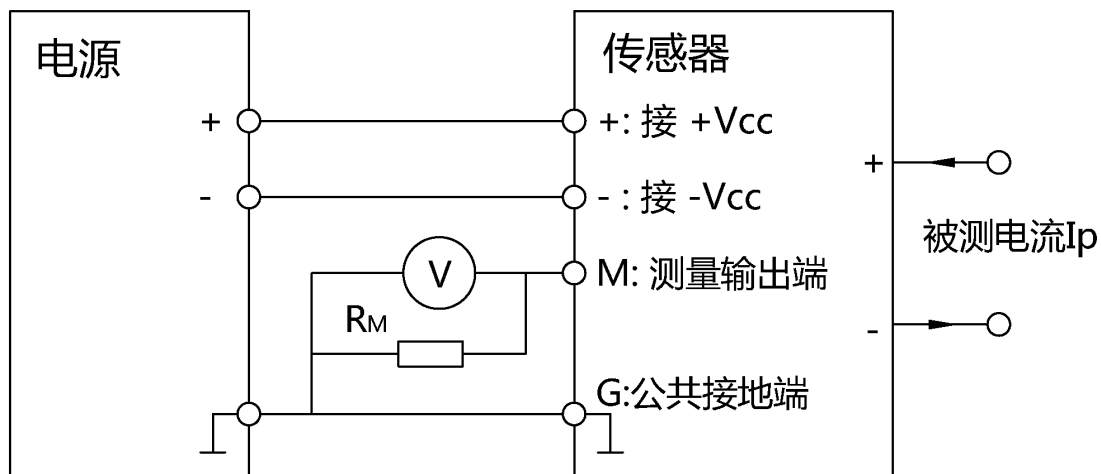 电源
传感器
+
+: 接 +Vcc
-
- : 接 -Vcc
+
被测电流Ip
V
M: 测量输出端
RM
-
G:公共接地端